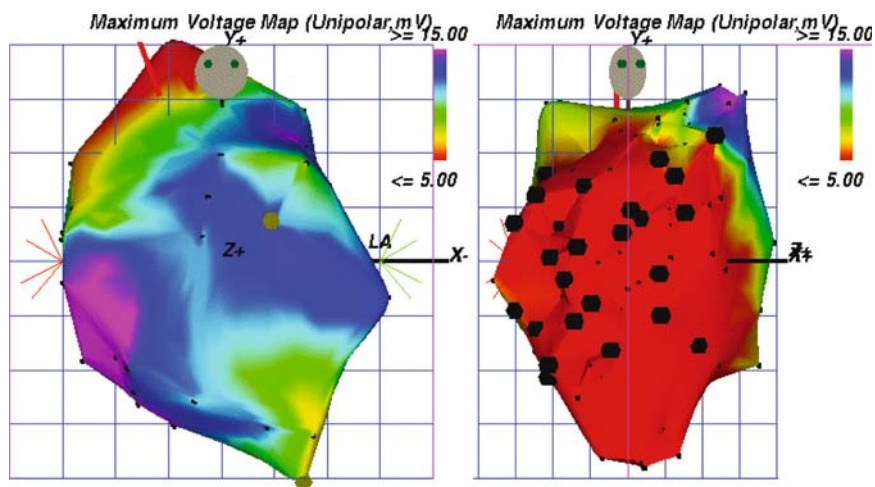 Maximum Voltage Map (Unipolar,mV)
>= 15.00
Y+
<= 5.00
Z+
LA
X-
Maximum Voltage Map (Unipolar,mV)
>= 15.00
Y+
<= 5.00